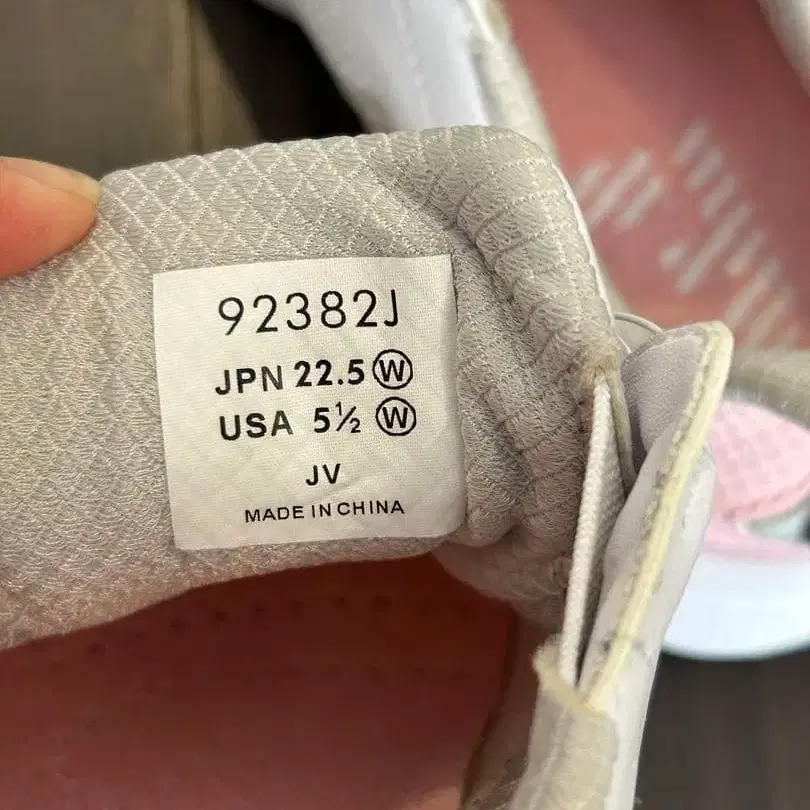 92382J
JPN 22.5 Ⓦ
USA 5½ Ⓦ
JV
MADE IN CHINA